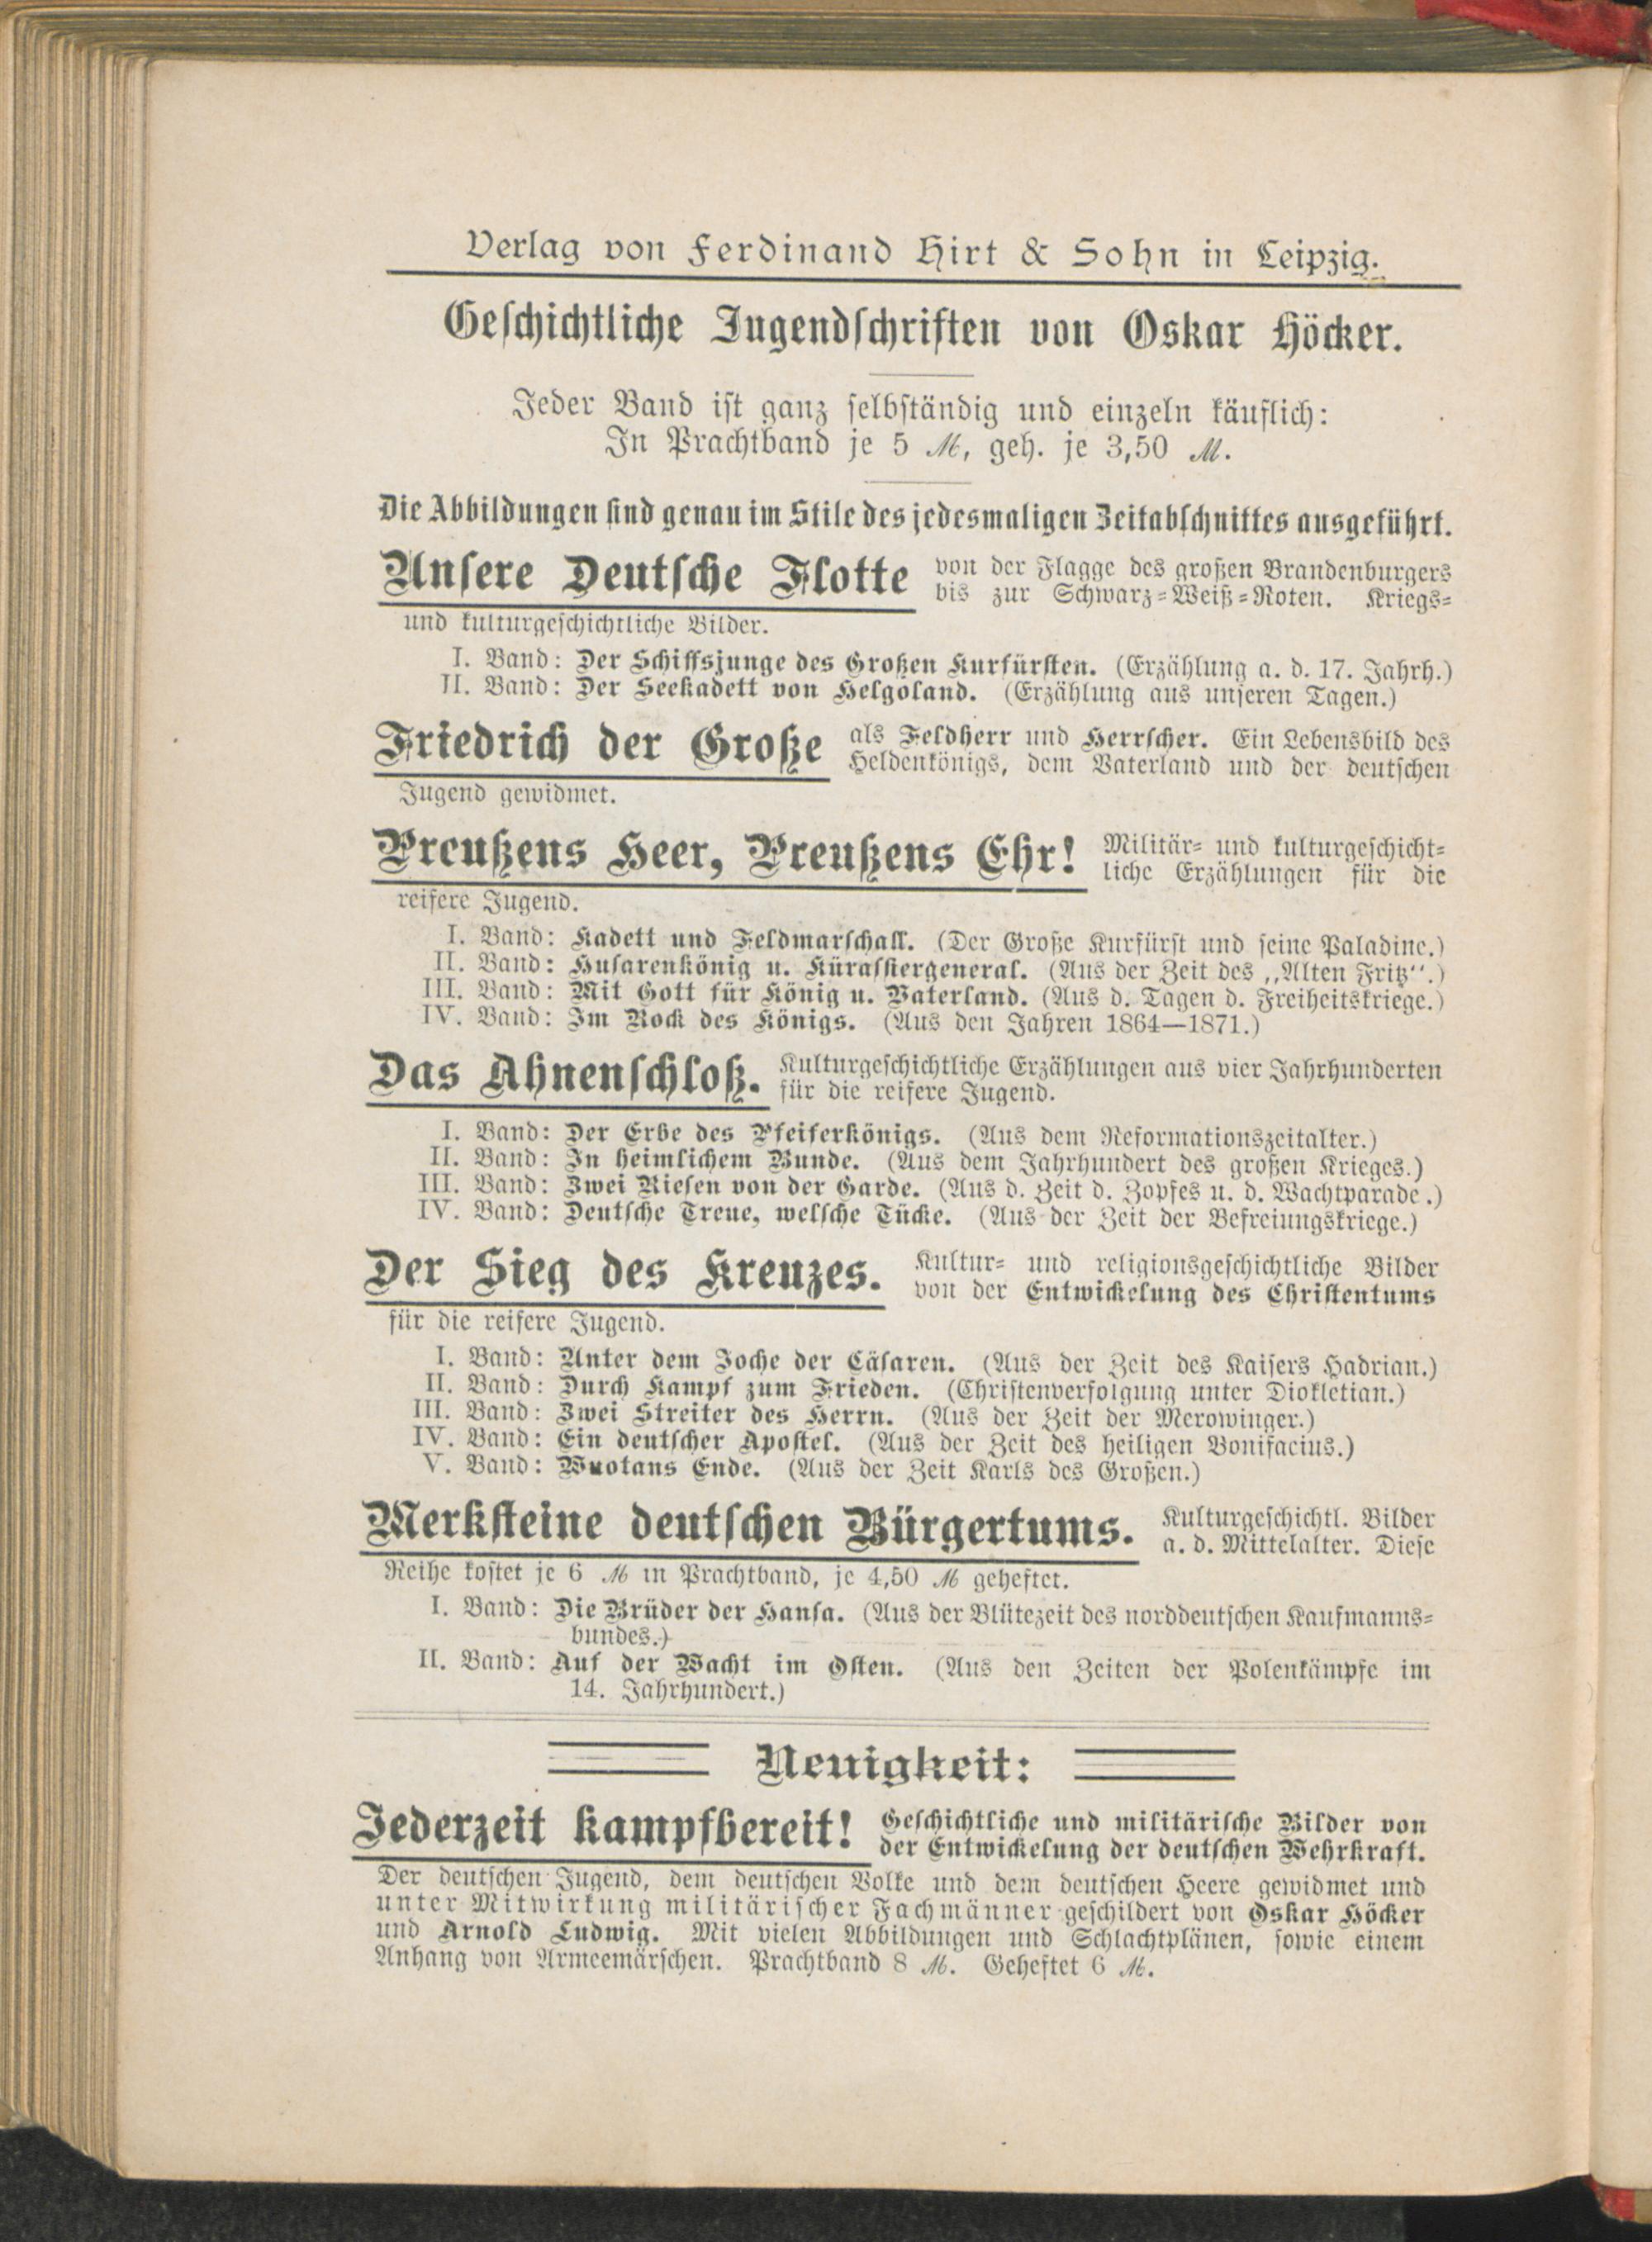 Verlag von Ferdinand Hirt & Sohn in Leipzig.
Geſchichtliche Jugendſchriften von Oskar Höcker.
Jeder Band iſt ganz ſelbſtändig und einzeln käuflich:
In Prachtband je 5 ℳ, geh. je 3,50 ℳ.
Die Abbildungen ſind genau im Stile des jedesmaligen Zeitabſchnittes ausgeführt.
Unſere Deutſche Flotte von der Flagge des großen Brandenburgers
bis zur Schwarz-Weiß-Roten. Kriegs-
und kulturgeſchichtliche Bilder.
I. Band: Der Schiffsjunge des Großen Kurfürſten. (Erzählung a. d. 17. Jahrh.)
II. Band: Der Seekadett von Helgoland. (Erzählung aus unſeren Tagen.)
Friedrich der Große als Feldherr und Herrſcher. Ein Lebensbild des
Heldenkönigs, dem Vaterland und der deutſchen
Jugend gewidmet.
Preußens Heer, Preußens Ehr! Militär- und kulturgeſchicht-
liche Erzählungen für die
reifere Jugend.
I. Band: Kadett und Feldmarſchall. (Der Große Kurfürſt und ſeine Paladine.)
II. Band: Huſarenkönig u. Küraſſiergeneral. (Aus der Zeit des „Alten Fritz“.)
III. Band: Mit Gott für König u. Vaterland. (Aus d. Tagen d. Freiheitskriege.)
IV. Band: Im Rock des Königs. (Aus den Jahren 1864—1871.)
Das Ahnenſchloß. Kulturgeſchichtliche Erzählungen aus vier Jahrhunderten
für die reifere Jugend.
I. Band: Der Erbe des Pfeiferkönigs. (Aus dem Reformationszeitalter.)
II. Band: In heimlichem Bunde. (Aus dem Jahrhundert des großen Krieges.)
III. Band: Zwei Rieſen von der Garde. (Aus d. Zeit d. Zopfes u. d. Wachtparade.)
IV. Band: Deutſche Treue, welſche Tücke. (Aus der Zeit der Befreiungskriege.)
Der Sieg des Kreuzes. Kultur- und religionsgeſchichtliche Bilder
von der Entwickelung des Chriſtentums
für die reifere Jugend.
I. Band: Unter dem Joche der Cäſaren. (Aus der Zeit des Kaiſers Hadrian.)
II. Band: Durch Kampf zum Frieden. (Chriſtenverfolgung unter Diokletian.)
III. Band: Zwei Streiter des Herrn. (Aus der Zeit der Merowinger.)
IV. Band: Ein deutſcher Apoſtel. (Aus der Zeit des heiligen Bonifacius.)
V. Band: Wuotans Ende. (Aus der Zeit Karls des Großen.)
Merkſteine deutſchen Bürgertums. Kulturgeſchichtl. Bilder
a. d. Mittelalter. Dieſe
Reihe koſtet je 6 ℳ in Prachtband, je 4,50 ℳ geheftet.
I. Band: Die Brüder der Hanſa. (Aus der Blütezeit des norddeutſchen Kaufmanns-
bundes.)
II. Band: Auf der Wacht im Oſten. (Aus den Zeiten der Polenkämpfe im
14. Jahrhundert.)
Neuigkeit:
Jederzeit kampfbereit! Geſchichtliche und militäriſche Bilder von
der Entwickelung der deutſchen Wehrkraft.
Der deutſchen Jugend, dem deutſchen Volke und dem deutſchen Heere gewidmet und
unter Mitwirkung militäriſcher Fachmänner geſchildert von Oskar Höcker
und Arnold Ludwig. Mit vielen Abbildungen und Schlachtplänen, ſowie einem
Anhang von Armeemärſchen. Prachtband 8 ℳ. Geheftet 6 ℳ.